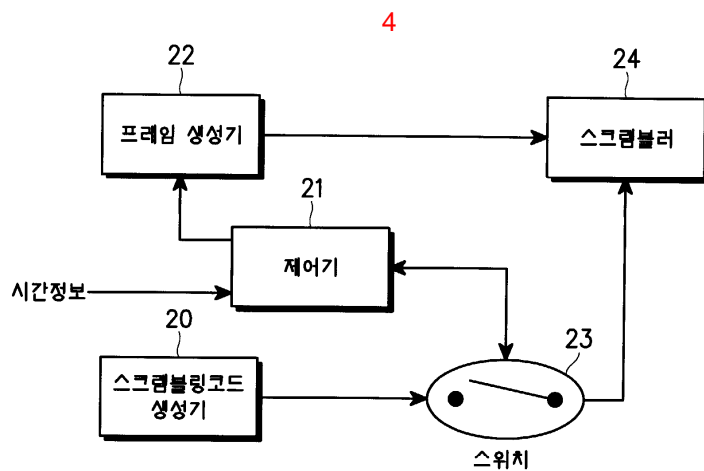 4
22
프레임 생성기
24
스크램블러
21
제어기
시간정보
20
스크램블링코드
생성기
23
스위치